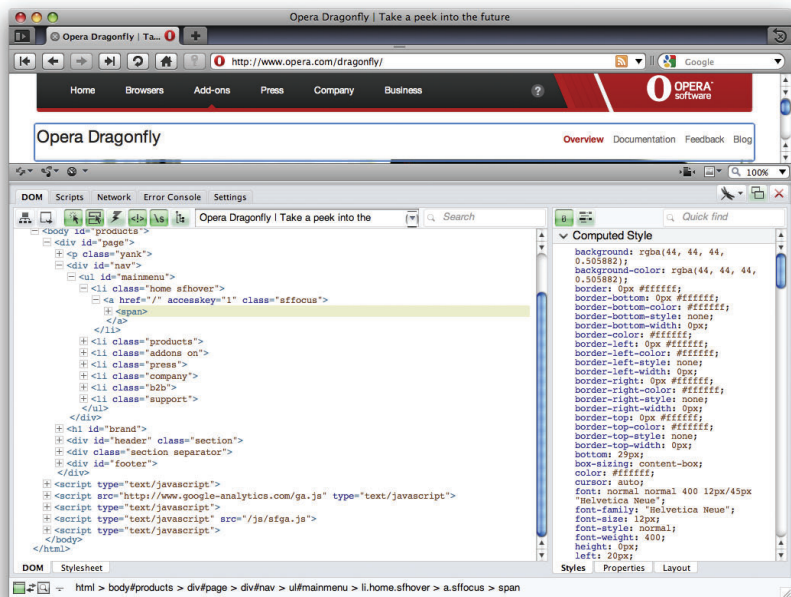 Opera Dragonfly | Take a peek into the future
Opera Dragonfly | Ta...
http://www.opera.com/dragonfly/
Google
Home Browsers Add-ons Press Company Business ?
OPERA software
Opera Dragonfly
Overview Documentation Feedback Blog
100%
DOM Scripts Network Error Console Settings
Opera Dragonfly | Take a peek into the
Search
Quick find
<body id="products">
<div id="page">
<p class="yank">
<div id="nav">
<ul id="mainmenu">
<li class="home sfhover">
<a href="/" accesskey="1" class="sffocus">
<span>
</a>
</li>
<li class="products">
<li class="addons on">
<li class="press">
<li class="company">
<li class="b2b">
<li class="support">
</ul>
</div>
<h1 id="brand">
<div id="header" class="section">
<div class="section separator">
<div id="footer">
</div>
<script type="text/javascript">
<script src="http://www.google-analytics.com/ga.js" type="text/javascript">
<script type="text/javascript">
<script type="text/javascript" src="/js/sfga.js">
<script type="text/javascript">
</body>
</html>
Computed Style
background: rgba(44, 44, 44,
0.505882);
background-color: rgba(44, 44, 44,
0.505882);
border: 0px #ffffff;
border-bottom: 0px #ffffff;
border-bottom-color: #ffffff;
border-bottom-style: none;
border-bottom-width: 0px;
border-color: #ffffff;
border-left: 0px #ffffff;
border-left-color: #ffffff;
border-left-style: none;
border-left-width: 0px;
border-right: 0px #ffffff;
border-right-color: #ffffff;
border-right-style: none;
border-right-width: 0px;
border-top: 0px #ffffff;
border-top-color: #ffffff;
border-top-style: none;
border-top-width: 0px;
bottom: 29px;
box-sizing: content-box;
color: #ffffff;
cursor: auto;
font: normal normal 400 12px/45px
"Helvetica Neue";
font-family: "Helvetica Neue";
font-size: 12px;
font-style: normal;
font-weight: 400;
height: 0px;
left: 20px;
DOM Stylesheet
Styles Properties Layout
html > body#products > div#page > div#nav > ul#mainmenu > li.home.sfhover > a.sffocus > span